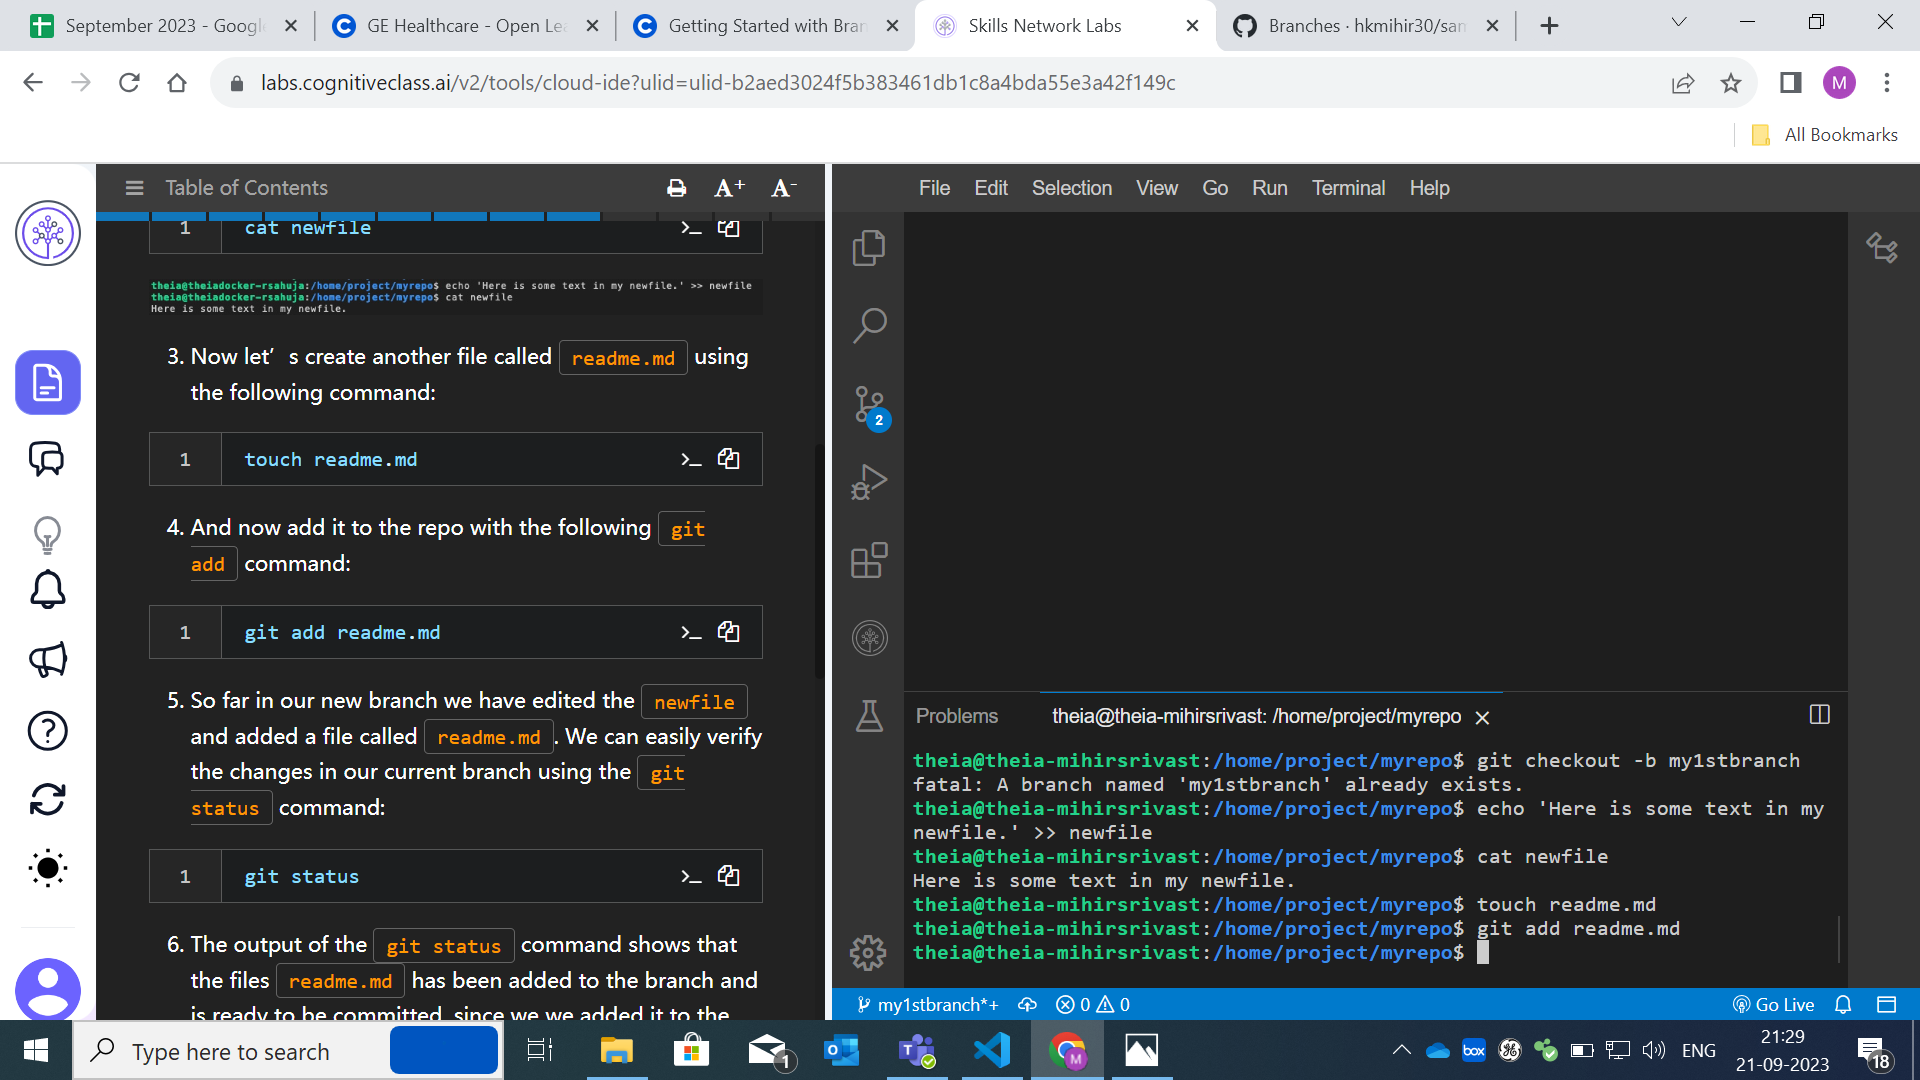 September 2023 - Google
GE Healthcare - Open Lea
Getting Started with Bran
Skills Network Labs
Branches · hkmihir30/sam
labs.cognitiveclass.ai/v2/tools/cloud-ide?ulid=ulid-b2aed3024f5b383461db1c8a4bda55e3a42f149c
M
All Bookmarks
Table of Contents
A+ A-
1 cat newfile
theia@theiadocker-rsahuja:/home/project/myrepo$ echo 'Here is some text in my newfile.' >> newfile
theia@theiadocker-rsahuja:/home/project/myrepo$ cat newfile
Here is some text in my newfile.
3. Now let’s create another file called readme.md using
the following command:
1 touch readme.md
4. And now add it to the repo with the following git
add command:
1 git add readme.md
5. So far in our new branch we have edited the newfile
and added a file called readme.md . We can easily verify
the changes in our current branch using the git
status command:
1 git status
6. The output of the git status command shows that
the files readme.md has been added to the branch and
is ready to be committed, since we we added it to the
File Edit Selection View Go Run Terminal Help
2
Problems theia@theia-mihirsrivast: /home/project/myrepo
theia@theia-mihirsrivast:/home/project/myrepo$ git checkout -b my1stbranch
fatal: A branch named 'my1stbranch' already exists.
theia@theia-mihirsrivast:/home/project/myrepo$ echo 'Here is some text in my
newfile.' >> newfile
theia@theia-mihirsrivast:/home/project/myrepo$ cat newfile
Here is some text in my newfile.
theia@theia-mihirsrivast:/home/project/myrepo$ touch readme.md
theia@theia-mihirsrivast:/home/project/myrepo$ git add readme.md
theia@theia-mihirsrivast:/home/project/myrepo$
my1stbranch*+ 0 0 Go Live
Type here to search
1
M
box
ENG
21:29
21-09-2023
18